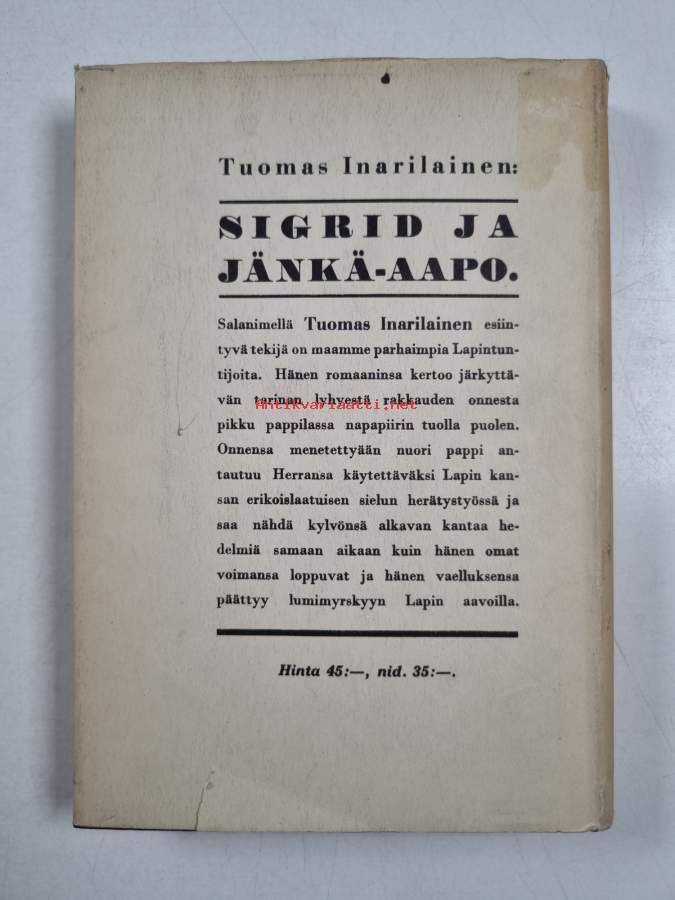 Tuomas Inarilainen:
SIGRID JA
JÄNKÄ-AAPO.
Salanimellä Tuomas Inarilainen esiin-
tyvä tekijä on maamme parhaimpia Lapintun-
tijoita. Hänen romaaninsa kertoo järkyttä-
vän tarinan lyhyestä rakkauden onnesta
Antikvariaatti.net
pikku pappilassa napapiirin tuolla puolen.
Onnensa menetettyään nuori pappi an-
tautuu Herransa käytettäväksi Lapin kan-
san erikoislaatuisen sielun herätystyössä ja
saa nähdä kylvönsä alkavan kantaa he-
delmiä samaan aikaan kuin hänen omat
voimansa loppuvat ja hänen vaelluksensa
päättyy lumimyrskyyn Lapin aavoilla.
Hinta 45:—, nid. 35:—.